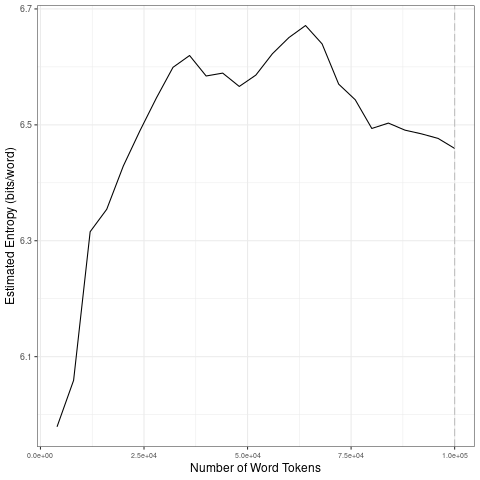 6.7
6.5
6.3
6.1
Estimated Entropy (bits/word)
0.0e+00 2.5e+04 5.0e+04 7.5e+04 1.0e+05
Number of Word Tokens